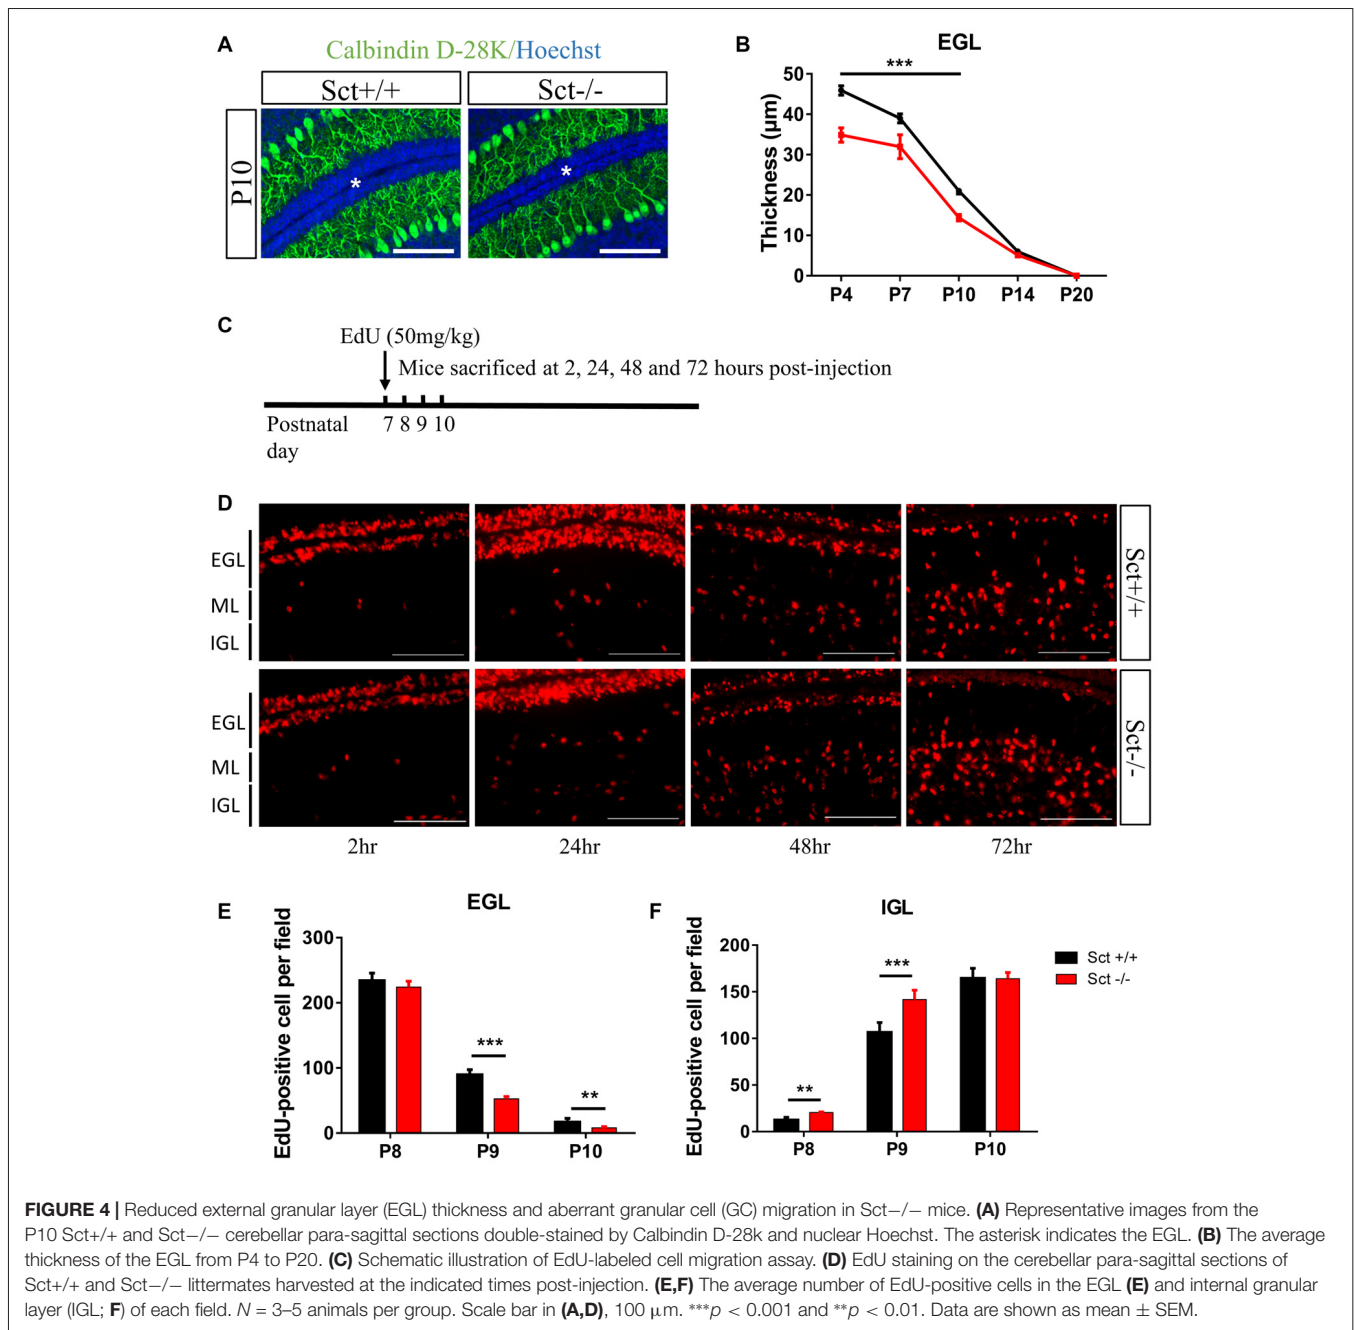 A
Calbindin D-28K/Hoechst
Sct+/+
Sct-/-
P10
*
*
B
EGL
***
Thickness (µm)
50
40
30
20
10
0
P4
P7
P10
P14
P20
C
EdU (50mg/kg)
Mice sacrificed at 2, 24, 48 and 72 hours post-injection
Postnatal
day
7 8 9 10
D
EGL
ML
IGL
Sct+/+
EGL
ML
IGL
Sct-/-
2hr
24hr
48hr
72hr
E
EGL
EdU-positive cell per field
300
200
100
0
***
**
P8
P9
P10
F
IGL
EdU-positive cell per field
200
150
100
50
0
**
***
P8
P9
P10
Sct +/+
Sct -/-
FIGURE 4 | Reduced external granular layer (EGL) thickness and aberrant granular cell (GC) migration in Sct−/− mice. (A) Representative images from the
P10 Sct+/+ and Sct−/− cerebellar para-sagittal sections double-stained by Calbindin D-28k and nuclear Hoechst. The asterisk indicates the EGL. (B) The average
thickness of the EGL from P4 to P20. (C) Schematic illustration of EdU-labeled cell migration assay. (D) EdU staining on the cerebellar para-sagittal sections of
Sct+/+ and Sct−/− littermates harvested at the indicated times post-injection. (E,F) The average number of EdU-positive cells in the EGL (E) and internal granular
layer (IGL; F) of each field. N = 3–5 animals per group. Scale bar in (A,D), 100 µm. ***p < 0.001 and **p < 0.01. Data are shown as mean ± SEM.